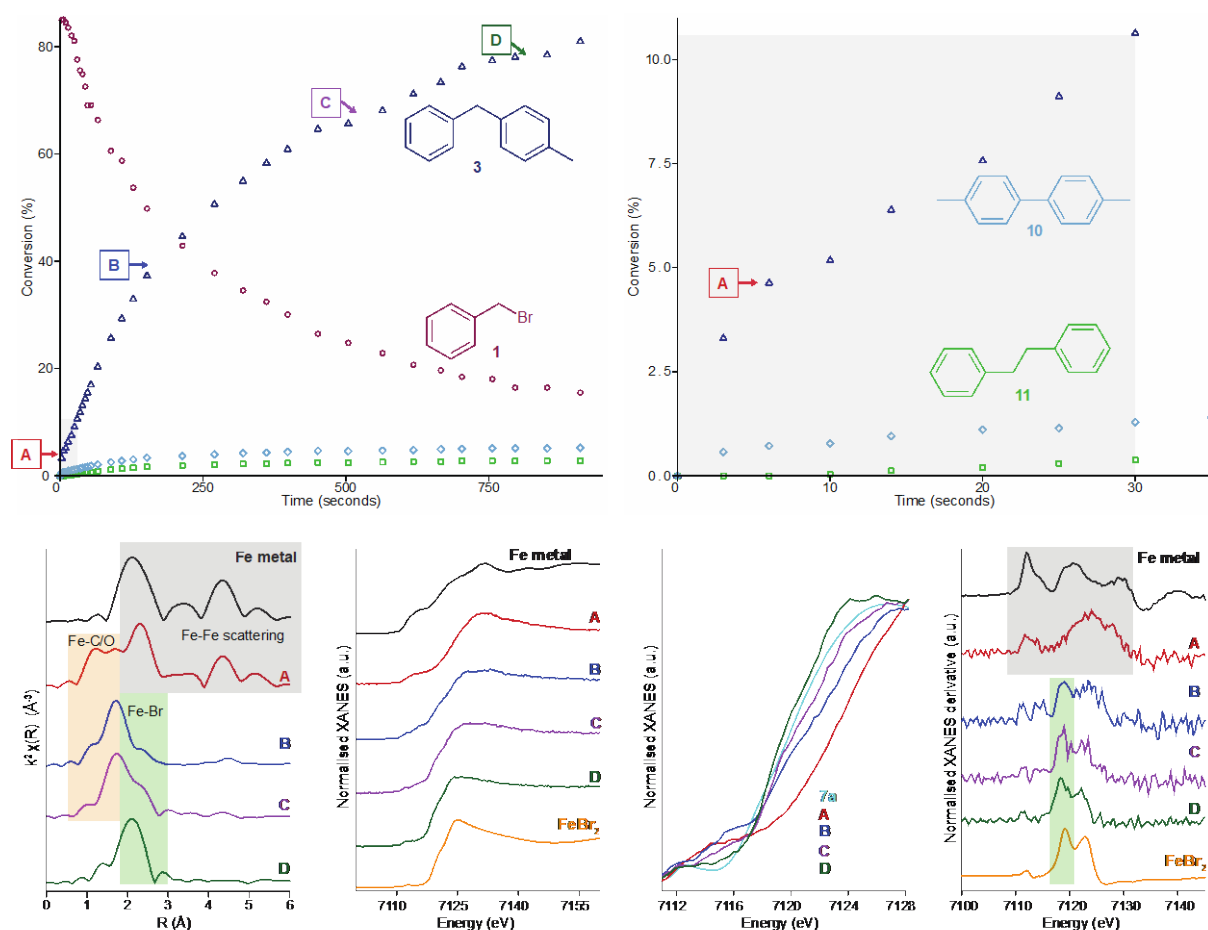 80
60
40
20
0
Conversion (%)
0
250
500
750
Time (seconds)
A
B
C
D
3
Br
1
10.0
7.5
5.0
2.5
0.0
Conversion (%)
0
10
20
30
Time (seconds)
A
10
11
Fe metal
Fe-C/O
Fe-Fe scattering
A
Fe-Br
B
C
D
k² χ(R) (Å⁻³)
0
1
2
3
4
5
6
R (Å)
Fe metal
A
B
C
D
FeBr₂
Normalised XANES (a.u.)
7110
7125
7140
7155
Energy (eV)
Normalised XANES (a.u.)
7a
A
B
C
D
7112
7116
7120
7124
7128
Energy (eV)
Fe metal
A
B
C
D
FeBr₂
Normalised XANES derivative (a.u.)
7100
7110
7120
7130
7140
Energy (eV)